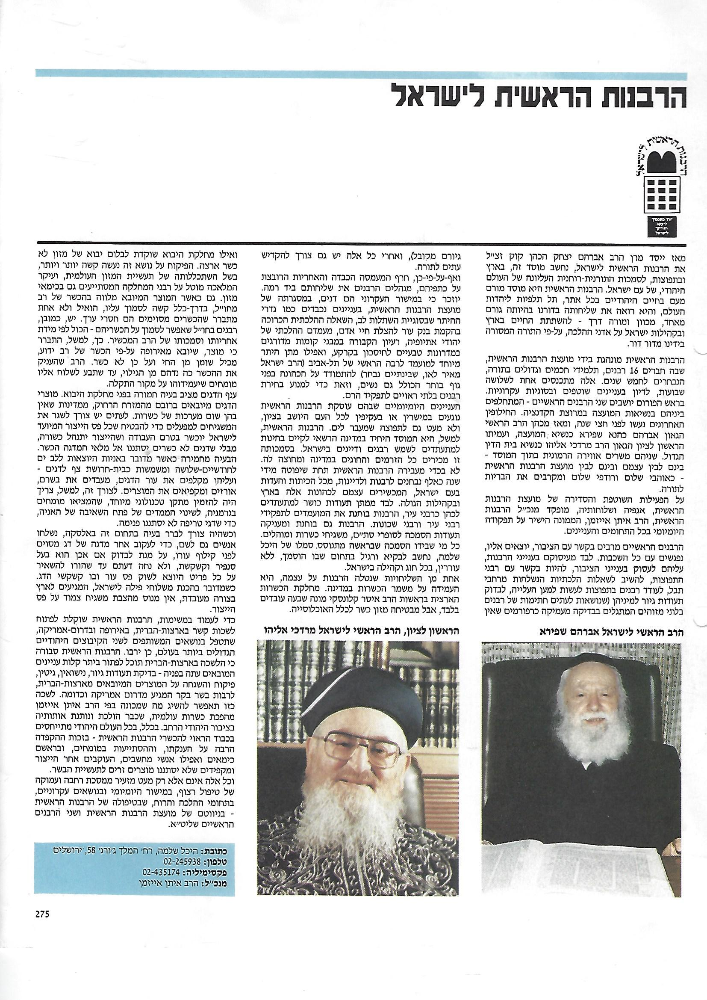 הרבנות הראשית לישראל
הרבנות הראשית לישראל
יורד משפטיך
ליעקב
ותורתך
לישראל
מאז ייסד מרן הרב אברהם יצחק הכהן קוק זצ״ל
את הרבנות הראשית לישראל, נחשב מוסד זה, בארץ
ובתפוצות, לסמכות התורנית-רוחנית העליונה של העולם
היהודי, של עם ישראל. הרבנות הראשית היא מוסד מורם
מעם בחיים היהודיים בכל אתר, תל תלפיות ליהדות
העולם, והיא רואה את שליחותה בדורנו בהיותה גורם
מאחד, מכוון ומורה דרך - להשתתת החיים בארץ
ובקהילות ישראל על אדני ההלכה, על-פי התורה המסורה
בידינו מדור דור.
הרבנות הראשית מונהגת בידי מועצת הרבנות הראשית,
שבה חברים 16 רבנים, תלמידי חכמים וגדולים בתורה,
הנבחרים לחמש שנים. אלה מתכנסים אחת לשלושה
שבועות, לדיון בעניינים שוטפים ובסוגיות עקרוניות.
בראש הפורום יושבים שני הרבנים הראשיים - המתחלפים
ביניהם בנשיאות המועצה במרוצת הקדנציה. החילופין
האחרונים נעשו לפני חצי שנה, ומאז מכהן הרב הראשי
הגאון אברהם כהנא שפירא כנשיא המועצה, ועמיתו
הראשון לציון הגאון הרב מרדכי אליהו כנשיא בית הדין
הגדול. שניהם משרים אווירה הרמונית בתוך המוסד -
בינם לבין עצמם ובינם לבין מועצת הרבנות הראשית
- כאוהבי שלום ורודפי שלום ומקרבים את הבריות
לתורה.
על הפעילות השוטפת והסדירה של מועצת הרבנות
הראשית, אגפיה ושלוחותיה, מופקד מנכ״ל הרבנות
הראשית, הרב איתן אייזמן, הממונה הישיר על תפקודה
היומיומי בכל התחומים והעניינים.
הרבנים הראשיים מרבים בקשר עם הציבור, יוצאים אליו,
נפגשים עם כל השכבות. לבד מעיסוקם בענייני הרבנות,
עליהם לעסוק בענייני הציבור, להיות בקשר עם רבני
התפוצות, להשיב לשאלות הלכתיות הנשלחות מרחבי
תבל, לעודד רבנים בתפוצות לעשות למען העלייה, לבדוק
תעודות גיור למיניהן (שנושאות לעתים חתימות של רבנים
בלתי מזוהים המתגלים בבדיקה מעמיקה כרפורמים שאין
הרב הראשי לישראל אברהם שפירא
גיורם מקובל), ואחרי כל אלה יש גם צורך להקדיש
עתים לתורה.
ואף-על-פי-כן, חרף המעמסה הכבדה והאחריות הרובצת
על כתפיהם, מנהלים הרבנים את שליחותם ביד רמה.
יוזכר כי במישור העקרוני הם דנים, במסגרתה של
מועצת הרבנות הראשית, בעניינים נכבדים כמו גדרי
ההיתר שבסוגיית השתלות לב, השאלה ההלכתית הכרוכה
בהקמת בנק עור להצלת חיי אדם, מעמדם ההלכתי של
יהודי אתיופיה, רעיון הקבורה במבני קומות מדורגים
במדרונות טבעיים לחיסכון בקרקע, ואפילו מתן היתר
מיוחד למועמד לרבה הראשי של תל-אביב (הרב ישראל
מאיר לאו, שבינתיים נבחר) להתמודד על הכהונה בפני
גוף בוחר הכולל גם נשים, וזאת כדי למנוע בחירת
רבנים בלתי ראויים לתפקיד הרם.
העניינים היומיומיים שבהם עוסקת הרבנות הראשית
נוגעים במישרין או בעקיפין לכל העם היושב בציון,
ולא מעט גם לתפוצה שמעבר לים. הרבנות הראשית,
למשל, היא המוסד היחיד במדינה הרשאי לקיים בחינות
למתעתדים לשמש רבנים ודיינים בישראל. בסמכותה
זו מכירים כל הזרמים והחוגים במדינה ומחוצה לה.
לא בכדי מעבירה הרבנות הראשית תחת שיפוטה מידי
שנה כאלף נבחנים לרבנות ולדיינות, מכל הכיתות והעדות
בעם ישראל, המכשירים עצמם לכהונות אלה בארץ
ובקהילות הגולה. לבד ממתן תעודות כושר למתעתדים
לכהן כרבני עיר, הרבנות בוחנת את המועמדים לתפקידי
רבני עיר ורבני שכונות. הרבנות גם בוחנת ומעניקה
תעודות הסמכה לסופרי סת״ם, משגיחי כשרות ומוהלים.
כל מי שבידו הסמכה שבראשה מתנוסס סמלו של היכל
שלמה, נחשב לבקיא ורגיל בתחום שבו הוסמך, ללא
עוררין, בכל חוג וקהילה בישראל.
אחת מן השליחויות שנטלה הרבנות על עצמה, היא
העמידה על משמר הכשרות במדינה. מחלקת הכשרות
הארצית בראשות הרב איסר קלונסקי מונה שבעה עובדים
בלבד, אבל מבטיחה מזון כשר לכלל האוכלוסייה.
הראשון לציון, הרב הראשי לישראל מרדכי אליהו
ואילו מחלקת היבוא שוקדת לבלום יבוא של מזון לא
כשר ארצה. הפיקוח על נושא זה נעשה קשה יותר ויותר,
בשל השתכללותה של תעשיית המזון העולמית, ועיקר
המלאכה מוטל על רבני המחלקה המסתייעים גם בכימאי
מזון. גם כאשר המוצר המיובא מלווה בהכשר של רב
מחו״ל, בדרך-כלל קשה לסמוך עליו, הואיל ולא אחת
מתברר שהכשרים מסוימים הם חסרי ערך. יש, כמובן,
רבנים בחו״ל שאפשר לסמוך על הכשריהם - הכול לפי מידת
אחריותו וסמכותו של הרב המכשיר. כך, למשל, התברר
כי מוצר, שיובא מאירופה על-פי הכשר של רב ידוע,
מכיל שומן מן החי ועל כן לא כשר. הרב שהעניק
את ההכשר כה נדהם מן הגילוי, עד שתבע לשלוח אליו
מומחים שיעמידוהו על מקור התקלה.
ענף הדגים מציב בעיה חמורה בפני מחלקת היבוא. מוצרי
הדגים מיובאים ברובם מהמזרח הרחוק, ממדינות שאין
בהן שום מערכות של כשרות. לעתים יש צורך לשגר את
המשגיחים למפעלים כדי להבטיח שכל פס הייצור המיועד
לישראל יוכשר בטרם העבודה ושהייצור יתנהל כשורה,
מבלי שדגים לא כשרים יסתננו אל מלאי המדגה הכשר.
הבעיה מחמירה כאשר מדובר באניות היוצאות ללב ים
לחודשיים-שלושה ומשמשות כבית-חרושת צף לדגים -
ועליהן מקלפים את עור הדגים, מעבדים את בשרם,
אורזים ומקפיאים את המוצרים. לצורך זה, למשל, צריך
היה להזמין מתקן טכנולוגי מיוחד, שהמציאו מומחים
בגרמניה, לשינוי הממדים של פתח השאיבה של האניה,
כדי שדגי טריפה לא יסתננו פנימה.
וכשהיה צורך לברר בעיה בתחום זה באלסקה, נשלחו
אנשים גם לשם, כדי לעקוב אחר מדגה של דג מסוים
לפני קילוף עורו, על מנת לבדוק אם אכן הוא בעל
סנפיר וקשקשת, ולא נחה דעתם עד שהורו להשאיר
על כל פריט היוצא לשוק פס עור ובו קשקשי הדג.
כשמדובר בהכנת משלוחי פילה לישראל, המגיעים לארץ
בצורה מעובדת, אין מנוס מהצבת משגיח צמוד על פס
הייצור.
כדי לעמוד במשימות, הרבנות הראשית שוקלת לפתוח
לשכות קשר בארצות-הברית, באירופה ובדרום-אמריקה,
שתטפל בנושאים המשותפים לשני הקיבוצים היהודיים
הגדולים ביותר בעולם, כן ירבו. הרבנות הראשית סבורה
כי הלשכה בארצות-הברית תוכל לפתור ביתר קלות עניינים
המובאים עתה בפניה - בדיקת תעודות גיור, נישואין, גיטין,
פיקוח והשגחה על המוצרים המיובאים מארצות-הברית,
לרבות בשר בקר המגיע מדרום אמריקה וכדומה. לשכה
כזו תאפשר להשיג מה שמכונה בפי הרב איתן אייזמן
מהפכת כשרות עולמית, שכבר הולכת ונותנת אותותיה
בציבור היהודי הרחב. בכלל, בכל העולם היהודי מתייחסים
בכבוד הראוי להכשרי הרבנות הראשית - בזכות ההקפדה
הרבה על הענקתו, וההסתייעות במומחים, ובראשם
כימאים ואפילו אנשי מחשבים, העוקבים אחר הייצור
ומקפידים שלא יסתננו מוצרים זרים לתעשיית הבשר.
וכל אלה אינם אלא רק מעט מזעיר ממסכת רחבה ועמוקה
של טיפול רצוף, במישור היומיומי ובנושאים עקרוניים,
בתחומי ההלכה והרוח, שבטיפולה של הרבנות הראשית
- בניווטם של מועצת הרבנות הראשית ושני הרבנים
הראשיים שליט״א.
כתובת: היכל שלמה, רח׳ המלך ג׳ורג׳ 58, ירושלים
טלפון: 02-245938
פקסימיליה: 02-435174
מנכ״ל: הרב איתן אייזמן
275